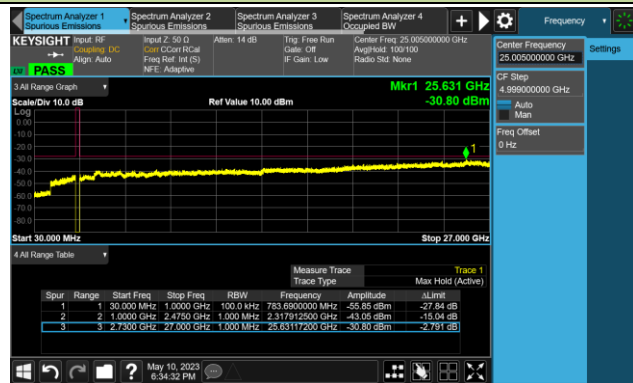 Spectrum Analyzer 1
Spurious Emissions
Spectrum Analyzer 2
Spurious Emissions
Spectrum Analyzer 3
Spurious Emissions
Spectrum Analyzer 4
Occupied BW
Frequency
KEYSIGHT
Input: RF
Coupling: DC
Align: Auto
Input Z: 50 Ω
Corr CCorr RCal
Freq Ref: Int (S)
NFE: Adaptive
Atten: 14 dB
Trig: Free Run
Gate: Off
IF Gain: Low
Center Freq: 25.005000000 GHz
Avg|Hold: 100/100
Radio Std: None
PASS
Center Frequency
25.005000000 GHz
Settings
CF Step
4.999000000 GHz
Auto
Man
Freq Offset
0 Hz
3 All Range Graph
Mkr1 25.631 GHz
Scale/Div 10.0 dB
Ref Value 10.00 dBm
-30.80 dBm
Log
0.00
-10.0
-20.0
-30.0
-40.0
-50.0
-60.0
-70.0
-80.0
1
Start 30.000 MHz
Stop 27.000 GHz
4 All Range Table
Measure Trace Trace 1
Trace Type Max Hold (Active)
Spur Range Start Freq Stop Freq RBW Frequency Amplitude ΔLimit
1 1 30.000 MHz 1.0000 GHz 100.0 kHz 783.6900000 MHz -55.85 dBm -27.84 dB
2 2 1.0000 GHz 2.4750 GHz 1.000 MHz 2.317912500 GHz -43.05 dBm -15.04 dB
3 3 2.7300 GHz 27.000 GHz 1.000 MHz 25.63117200 GHz -30.80 dBm -2.791 dB
May 10, 2023
6:34:32 PM